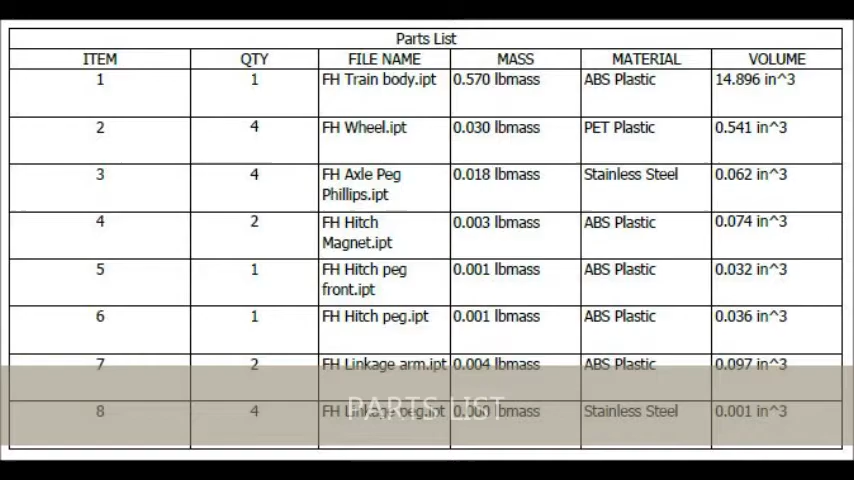 Parts List
ITEM QTY FILE NAME MASS MATERIAL VOLUME
1 1 FH Train body.ipt 0.570 lbmass ABS Plastic 14.896 in^3
2 4 FH Wheel.ipt 0.030 lbmass PET Plastic 0.541 in^3
3 4 FH Axle Peg 0.018 lbmass Stainless Steel 0.062 in^3
Phillips.ipt
4 2 FH Hitch 0.003 lbmass ABS Plastic 0.074 in^3
Magnet.ipt
5 1 FH Hitch peg 0.001 lbmass ABS Plastic 0.032 in^3
front.ipt
6 1 FH Hitch peg.ipt 0.001 lbmass ABS Plastic 0.036 in^3
7 2 FH Linkage arm.ipt 0.004 lbmass ABS Plastic 0.097 in^3
8 4 FH Linkage peg.ipt 0.000 lbmass Stainless Steel 0.001 in^3
PARTS LIST